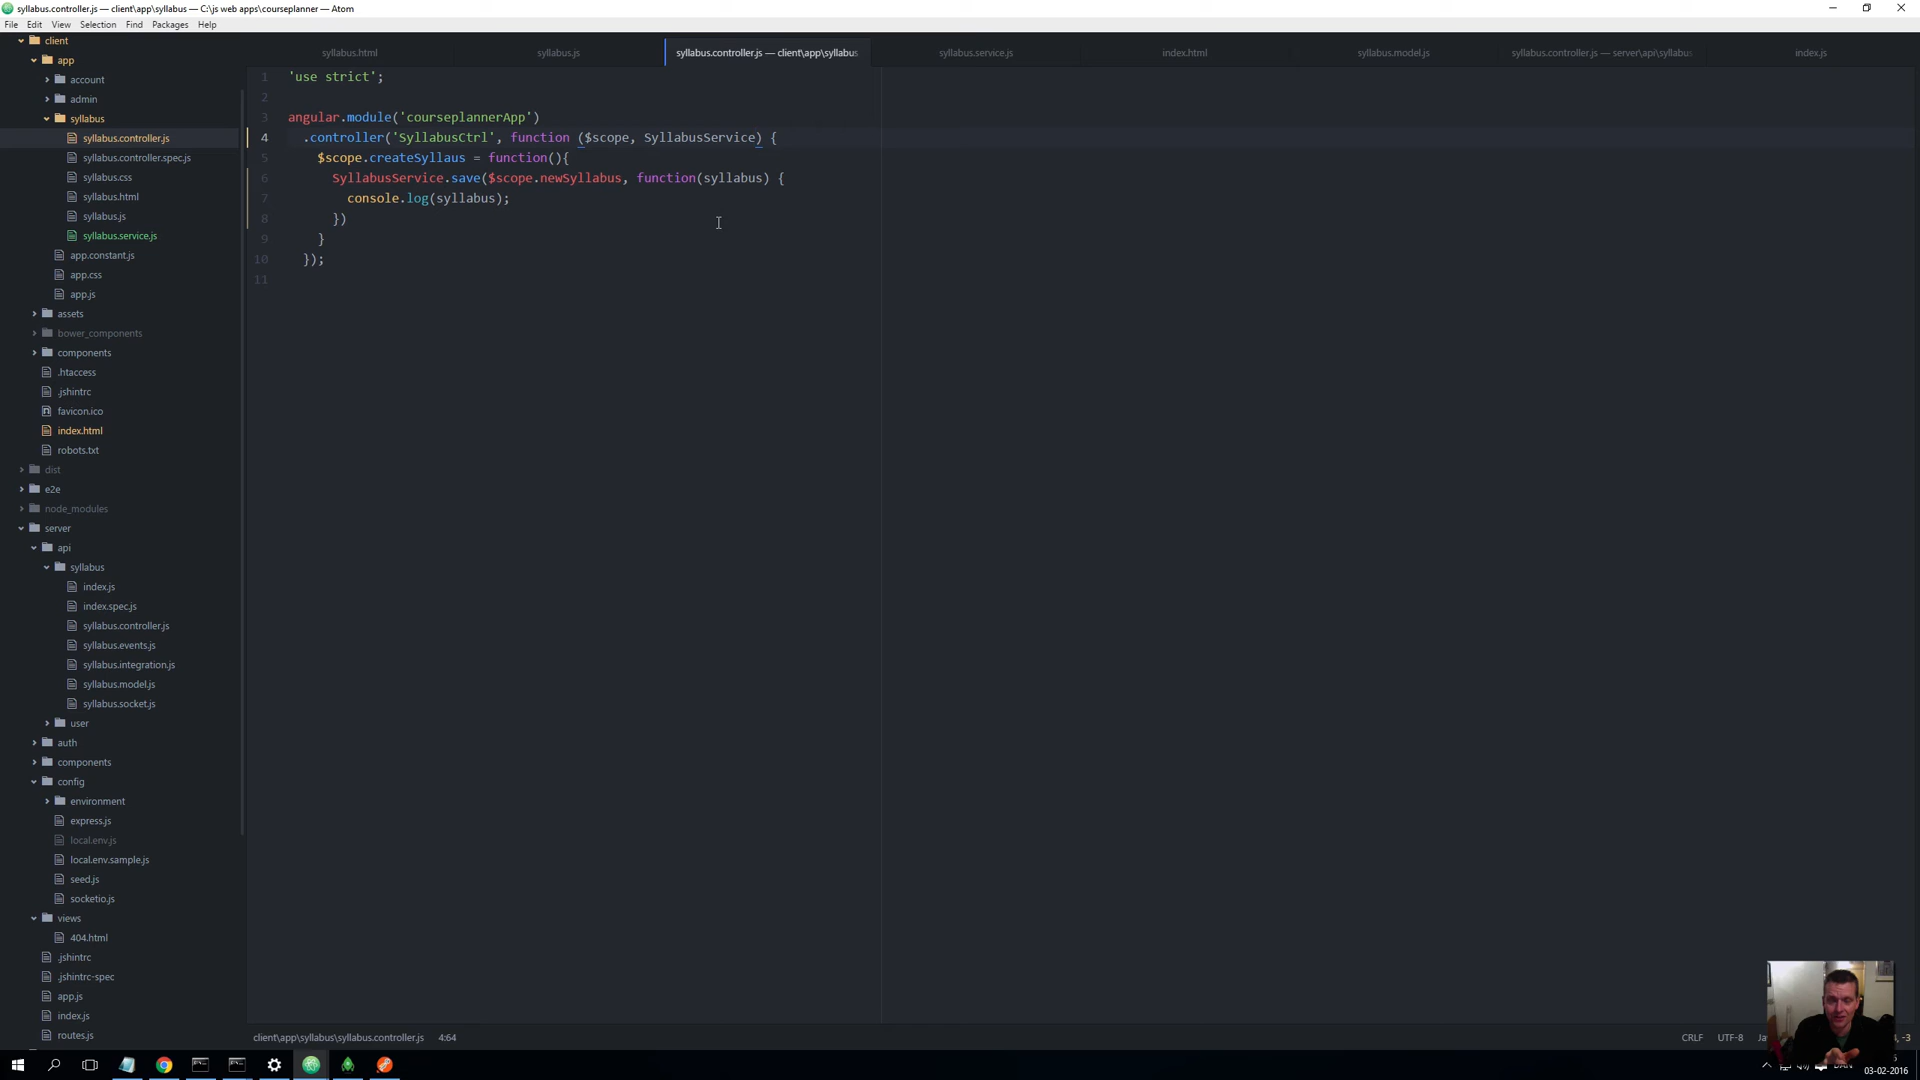 syllabus.controller.js — client\app\syllabus — C:\js web apps\courseplanner — Atom
File Edit View Selection Find Packages Help
client
app
account
admin
syllabus
syllabus.controller.js
syllabus.controller.spec.js
syllabus.css
syllabus.html
syllabus.js
syllabus.service.js
app.constant.js
app.css
app.js
assets
bower_components
components
.htaccess
.jshintrc
favicon.ico
index.html
robots.txt
dist
e2e
node_modules
server
api
syllabus
index.js
index.spec.js
syllabus.controller.js
syllabus.events.js
syllabus.integration.js
syllabus.model.js
syllabus.socket.js
user
auth
components
config
environment
express.js
local.env.js
local.env.sample.js
seed.js
socketio.js
views
404.html
.jshintrc
.jshintrc-spec
app.js
index.js
routes.js
syllabus.html syllabus.js syllabus.controller.js — client\app\syllabus syllabus.service.js index.html syllabus.model.js syllabus.controller.js — server\api\syllabus index.js
1 'use strict';
2
3 angular.module('courseplannerApp')
4 .controller('SyllabusCtrl', function ($scope, SyllabusService) {
5 $scope.createSyllaus = function(){
6 SyllabusService.save($scope.newSyllabus, function(syllabus) {
7 console.log(syllabus);
8 })
9 }
10 });
11
client\app\syllabus\syllabus.controller.js 4:64 CRLF UTF-8
03-02-2016